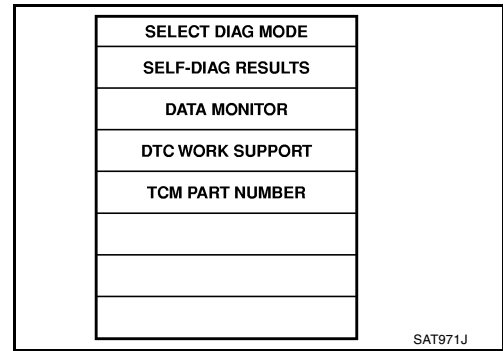 SELECT DIAG MODE
SELF-DIAG RESULTS
DATA MONITOR
DTC WORK SUPPORT
TCM PART NUMBER
SAT971J